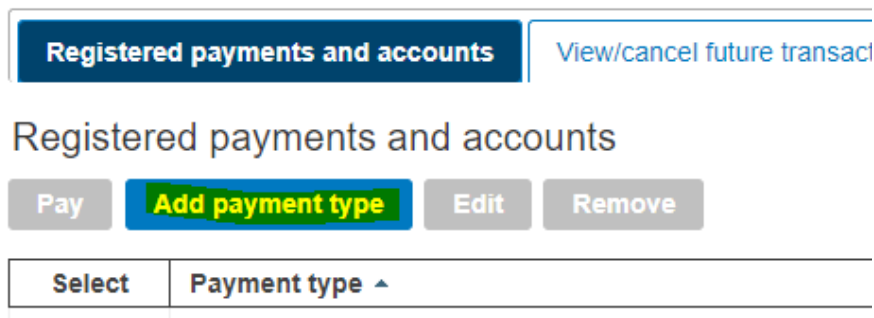 Registered payments and accounts View/cancel future transact
Registered payments and accounts
Pay Add payment type Edit Remove
Select Payment type